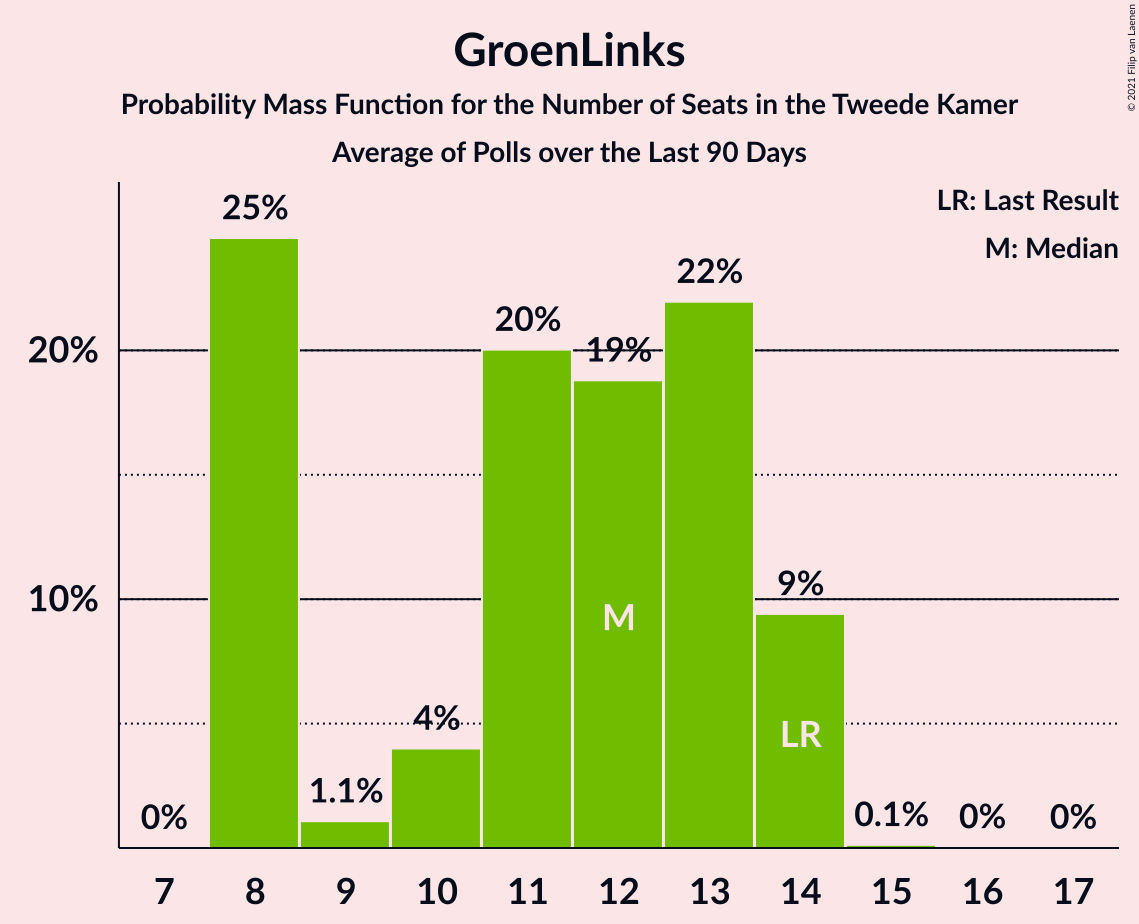 GroenLinks
Probability Mass Function for the Number of Seats in the Tweede Kamer
Average of Polls over the Last 90 Days
© 2021 Filip van Laenen
LR: Last Result
M: Median
25%
22%
20%
19%
20%
10%
9%
M
LR
4%
1.1%
0%
0.1%
0%
0%
7 8 9 10 11 12 13 14 15 16 17